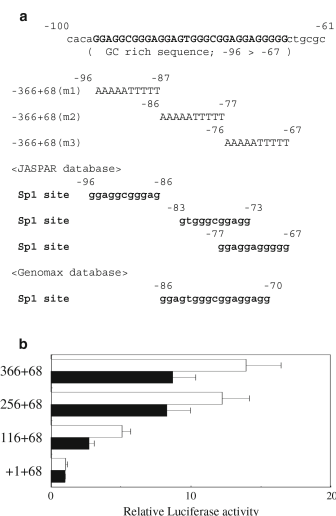 a
-100 -61
cacaGGAGGCGGGAGGAGTGGGCGGAGGAGGGGGctgcgc
( GC rich sequence; -96 > -67 )
-96 -87
-366+68(m1) AAAAATTTTT
-86 -77
-366+68(m2) AAAAATTTTT
-76 -67
-366+68(m3) AAAAATTTTT
<JASPAR database>
-96 -86
Sp1 site ggaggcgggag
-83 -73
Sp1 site gtgggcggagg
-77 -67
Sp1 site ggaggaggggg
<Genomax database>
-86 -70
Sp1 site ggagtgggcggaggagg
b
366+68
256+68
116+68
+1+68
0 10 20
Relative Luciferase activity